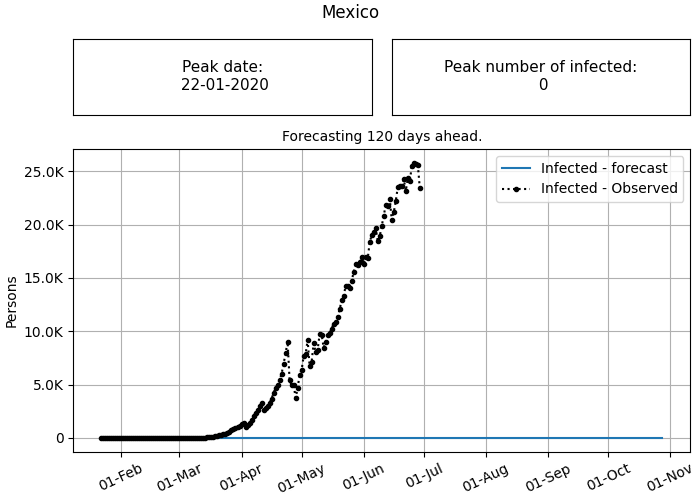 Mexico
Peak date:
22-01-2020
Peak number of infected:
0
Forecasting 120 days ahead.
Infected - forecast
Infected - Observed
25.0K
20.0K
15.0K
10.0K
5.0K
0
Persons
01-Feb
01-Mar
01-Apr
01-May
01-Jun
01-Jul
01-Aug
01-Sep
01-Oct
01-Nov